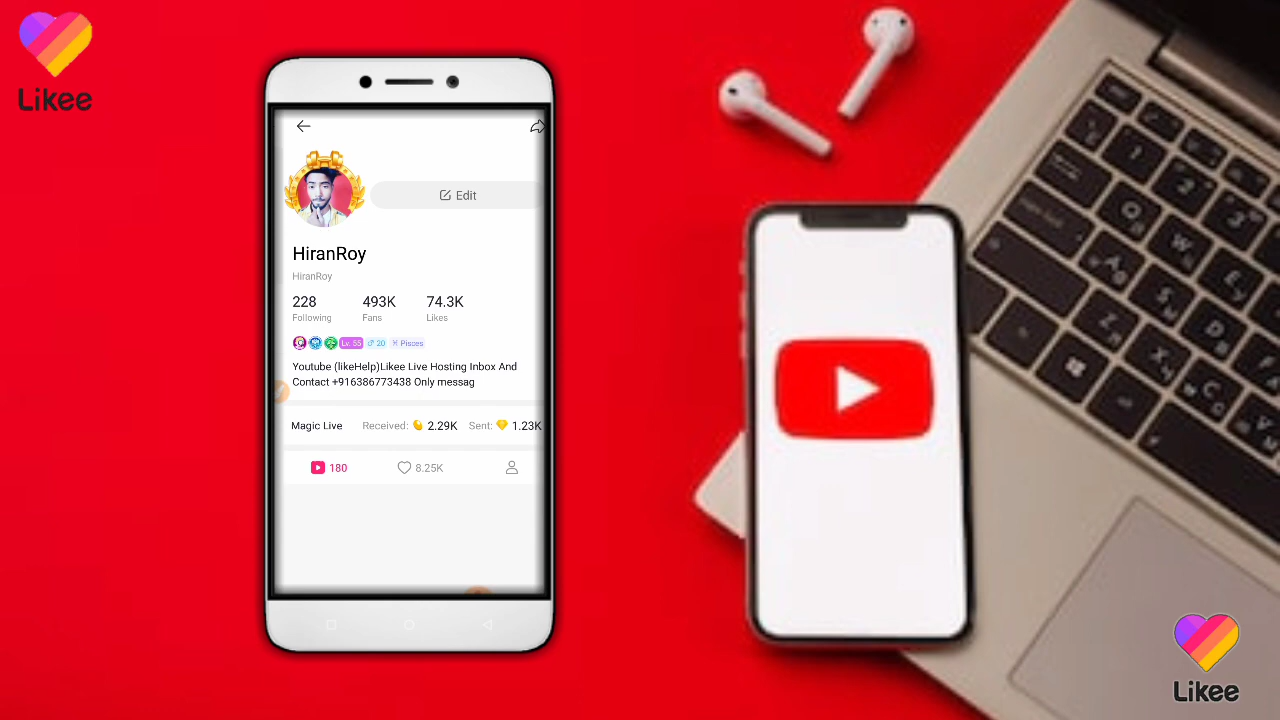 Likee
Edit
HiranRoy
HiranRoy
228 493K 74.3K
Following Fans Likes
Lv. 55 ♂ 20 ♓ Pisces
Youtube (likeHelp)Likee Live Hosting Inbox And
Contact +916386773438 Only messag
Magic Live Received: 2.29K Sent: 1.23K
180 8.25K
Likee